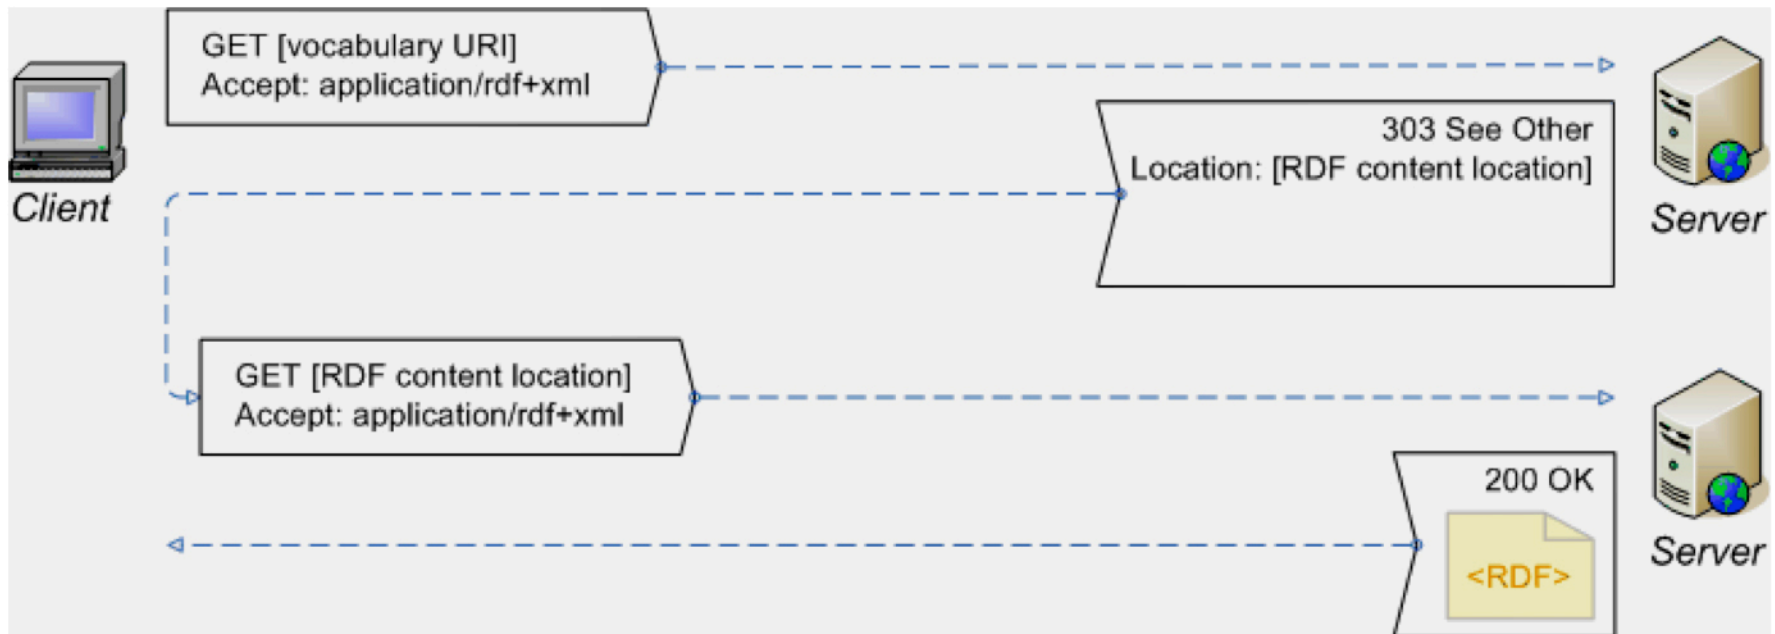 GET [vocabulary URI]
Accept: application/rdf+xml
303 See Other
Location: [RDF content location]
Client
Server
GET [RDF content location]
Accept: application/rdf+xml
200 OK
<RDF>
Server